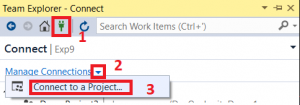 Team Explorer - Connect
Search Work Items (Ctrl+')
1
Connect | Exp9
Manage Connections 2
Connect to a Project... 3